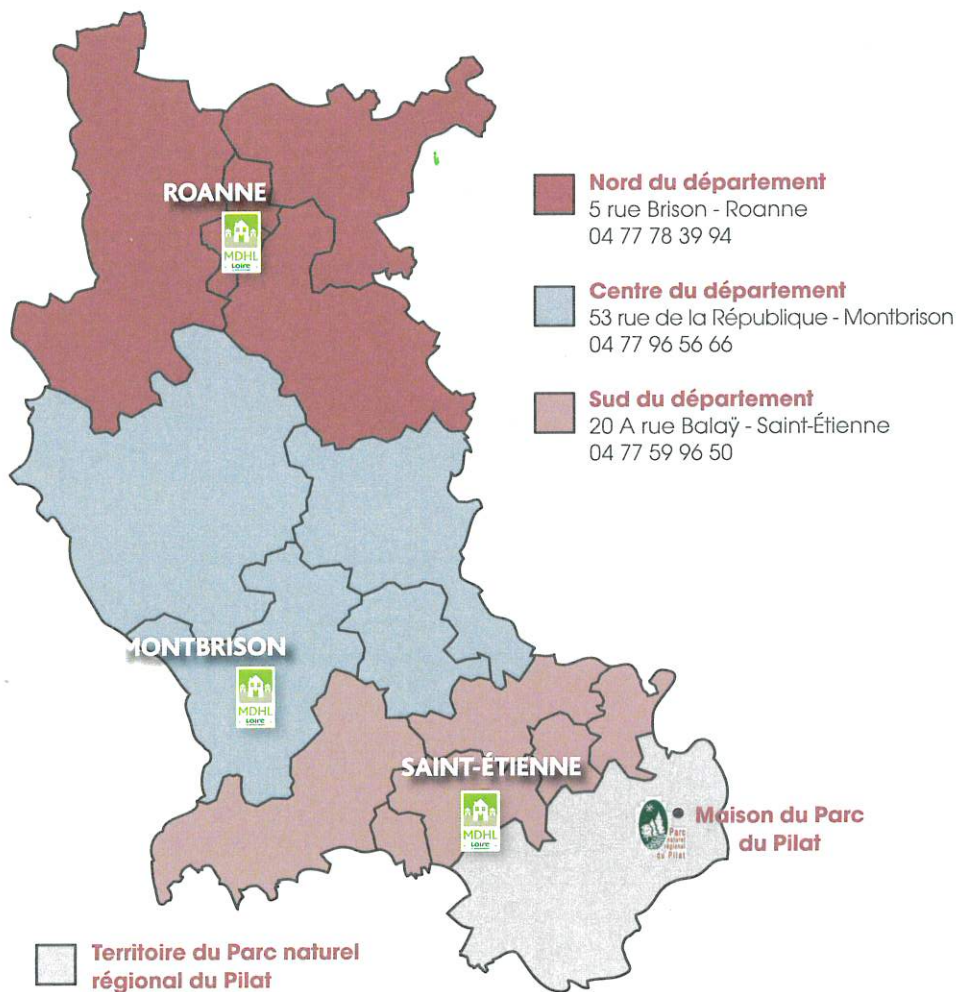 ROANNE
MDHL
Loire
Nord du département
5 rue Brison - Roanne
04 77 78 39 94
Centre du département
53 rue de la République - Montbrison
04 77 96 56 66
Sud du département
20 A rue Balaÿ - Saint-Étienne
04 77 59 96 50
MONTBRISON
MDHL
Loire
SAINT-ÉTIENNE
MDHL
Loire
Parc
naturel
régional
du Pilat
Maison du Parc
du Pilat
Territoire du Parc naturel
régional du Pilat